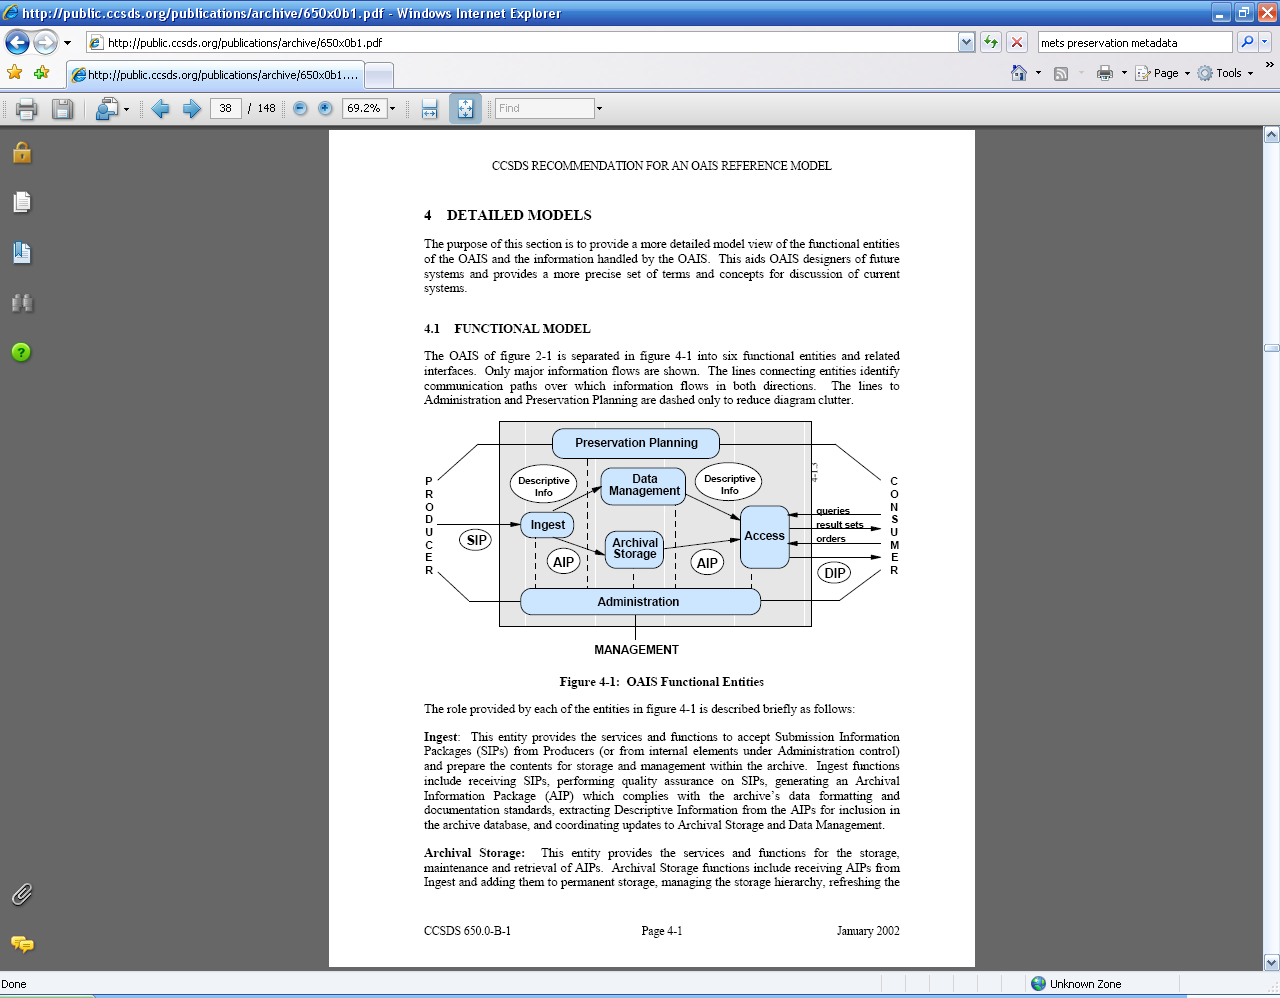 http://public.ccsds.org/publications/archive/650x0b1.pdf - Windows Internet Explorer
http://public.ccsds.org/publications/archive/650x0b1.pdf
mets preservation metadata
http://public.ccsds.org/publications/archive/650x0b1....
Page
Tools
38 / 148
69.2%
Find
CCSDS RECOMMENDATION FOR AN OAIS REFERENCE MODEL
4 DETAILED MODELS
The purpose of this section is to provide a more detailed model view of the functional entities
of the OAIS and the information handled by the OAIS. This aids OAIS designers of future
systems and provides a more precise set of terms and concepts for discussion of current
systems.
4.1 FUNCTIONAL MODEL
The OAIS of figure 2-1 is separated in figure 4-1 into six functional entities and related
interfaces. Only major information flows are shown. The lines connecting entities identify
communication paths over which information flows in both directions. The lines to
Administration and Preservation Planning are dashed only to reduce diagram clutter.
Preservation Planning
PRODUCER
Descriptive
Info
Data
Management
Descriptive
Info
4-1.3
CONSUMER
Ingest
SIP
AIP
Archival
Storage
AIP
Access
queries
result sets
orders
DIP
Administration
MANAGEMENT
Figure 4-1: OAIS Functional Entities
The role provided by each of the entities in figure 4-1 is described briefly as follows:
Ingest: This entity provides the services and functions to accept Submission Information
Packages (SIPs) from Producers (or from internal elements under Administration control)
and prepare the contents for storage and management within the archive. Ingest functions
include receiving SIPs, performing quality assurance on SIPs, generating an Archival
Information Package (AIP) which complies with the archive's data formatting and
documentation standards, extracting Descriptive Information from the AIPs for inclusion in
the archive database, and coordinating updates to Archival Storage and Data Management.
Archival Storage: This entity provides the services and functions for the storage,
maintenance and retrieval of AIPs. Archival Storage functions include receiving AIPs from
Ingest and adding them to permanent storage, managing the storage hierarchy, refreshing the
CCSDS 650.0-B-1 Page 4-1 January 2002
Done
Unknown Zone